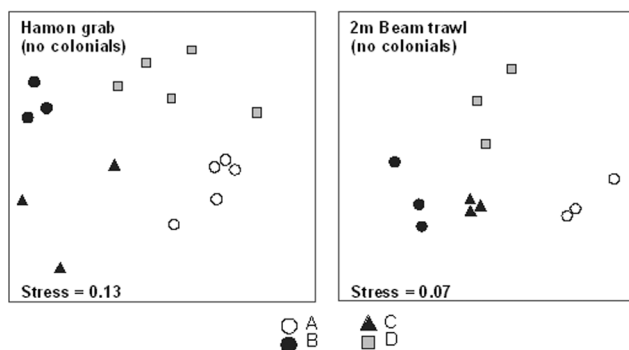 Hamon grab
(no colonials)
Stress = 0.13
2m Beam trawl
(no colonials)
Stress = 0.07
A
B
C
D